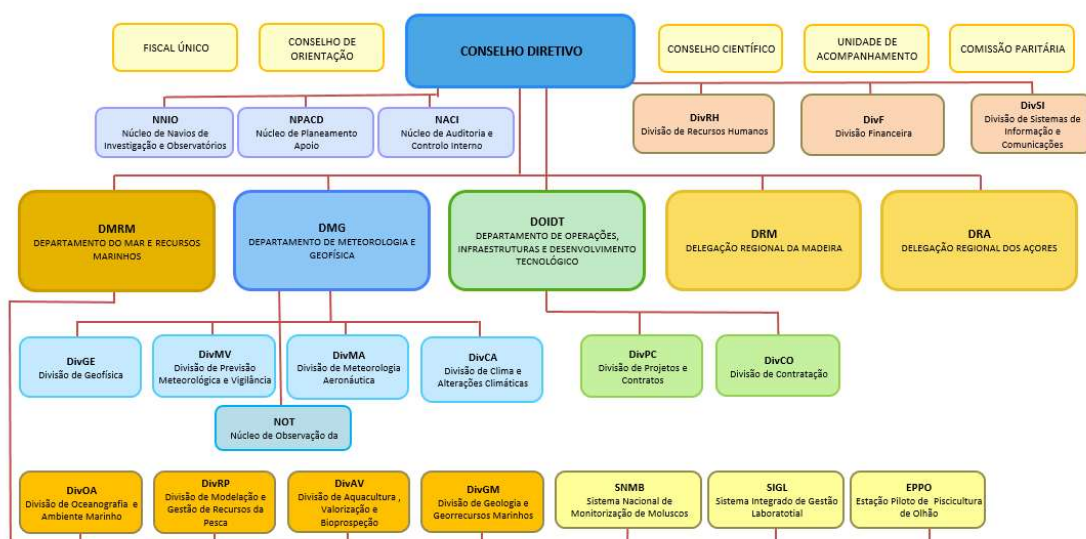 FISCAL ÚNICO
CONSELHO DE
ORIENTAÇÃO
CONSELHO DIRETIVO
CONSELHO CIENTÍFICO
UNIDADE DE
ACOMPANHAMENTO
COMISSÃO PARITÁRIA
NNIO
Núcleo de Navios de
Investigação e Observatórios
NPACD
Núcleo de Planeamento
Apoio
NACI
Núcleo de Auditoria e
Controlo Interno
DivRH
Divisão de Recursos Humanos
DivF
Divisão Financeira
DivSI
Divisão de Sistemas de
Informação e
Comunicações
DMRM
DEPARTAMENTO DO MAR E RECURSOS
MARINHOS
DMG
DEPARTAMENTO DE METEOROLOGIA E
GEOFÍSICA
DOIDT
DEPARTAMENTO DE OPERAÇÕES,
INFRAESTRUTURAS E DESENVOLVIMENTO
TECNOLÓGICO
DRM
DELEGAÇÃO REGIONAL DA MADEIRA
DRA
DELEGAÇÃO REGIONAL DOS AÇORES
DivGE
Divisão de Geofísica
DivMV
Divisão de Previsão
Meteorológica e Vigilância
DivMA
Divisão de Meteorologia
Aeronáutica
DivCA
Divisão de Clima e
Alterações Climáticas
DivPC
Divisão de Projetos e
Contratos
DivCO
Divisão de Contratação
NOT
Núcleo de Observação da
DivOA
Divisão de Oceanografia e
Ambiente Marinho
DivRP
Divisão de Modelação e
Gestão de Recursos da
Pesca
DivAV
Divisão de Aquacultura ,
Valorização e
Bioprospeção
DivGM
Divisão de Geologia e
Georrecursos Marinhos
SNMB
Sistema Nacional de
Monitorização de Moluscos
SIGL
Sistema Integrado de Gestão
Laboratotial
EPPO
Estação Piloto de Piscicultura
de Olhão